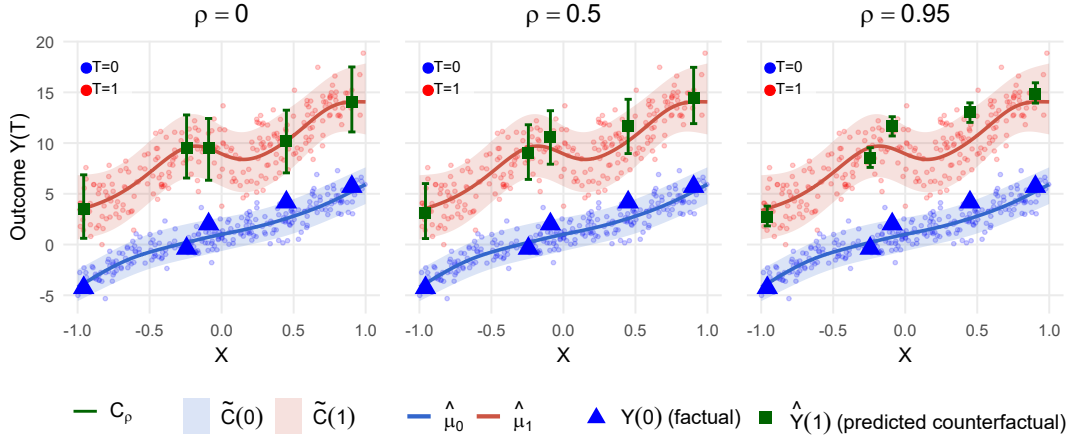 ρ = 0
ρ = 0.5
ρ = 0.95
Outcome Y(T)
20
15
10
5
0
-5
T=0
T=1
T=0
T=1
T=0
T=1
-1.0 -0.5 0.0 0.5 1.0
-1.0 -0.5 0.0 0.5 1.0
-1.0 -0.5 0.0 0.5 1.0
X
X
X
C_ρ C̃(0) C̃(1) μ̂₀ μ̂₁ Y(0) (factual) Ŷ(1) (predicted counterfactual)